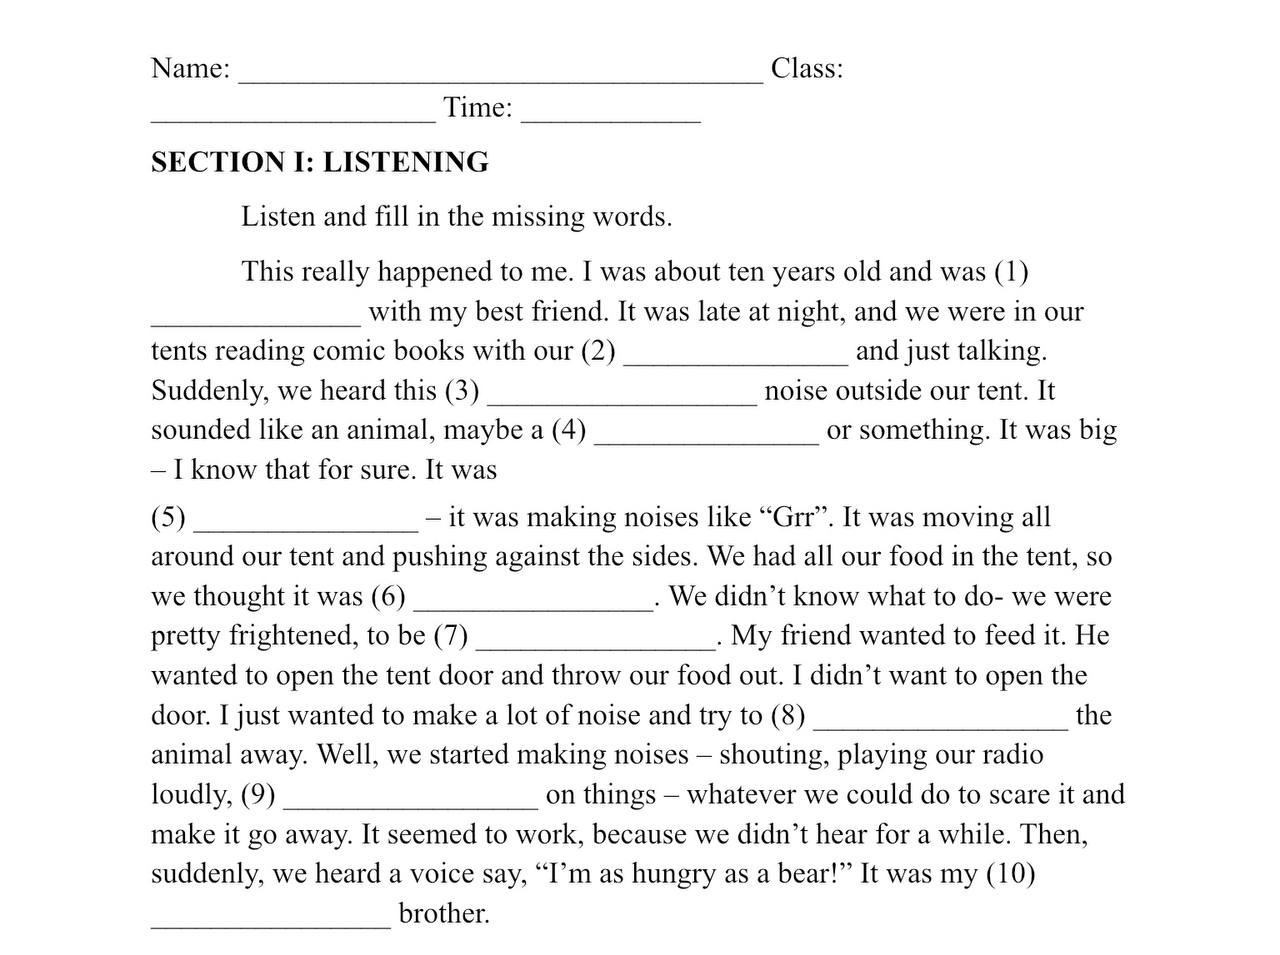 Name: ___________________________________ Class:
___________________ Time: ____________
SECTION I: LISTENING
Listen and fill in the missing words.
This really happened to me. I was about ten years old and was (1)
______________ with my best friend. It was late at night, and we were in our
tents reading comic books with our (2) _______________ and just talking.
Suddenly, we heard this (3) __________________ noise outside our tent. It
sounded like an animal, maybe a (4) _______________ or something. It was big
– I know that for sure. It was
(5) _______________ – it was making noises like “Grr”. It was moving all
around our tent and pushing against the sides. We had all our food in the tent, so
we thought it was (6) ________________. We didn’t know what to do- we were
pretty frightened, to be (7) ________________. My friend wanted to feed it. He
wanted to open the tent door and throw our food out. I didn’t want to open the
door. I just wanted to make a lot of noise and try to (8) _________________ the
animal away. Well, we started making noises – shouting, playing our radio
loudly, (9) _________________ on things – whatever we could do to scare it and
make it go away. It seemed to work, because we didn’t hear for a while. Then,
suddenly, we heard a voice say, “I’m as hungry as a bear!” It was my (10)
________________ brother.